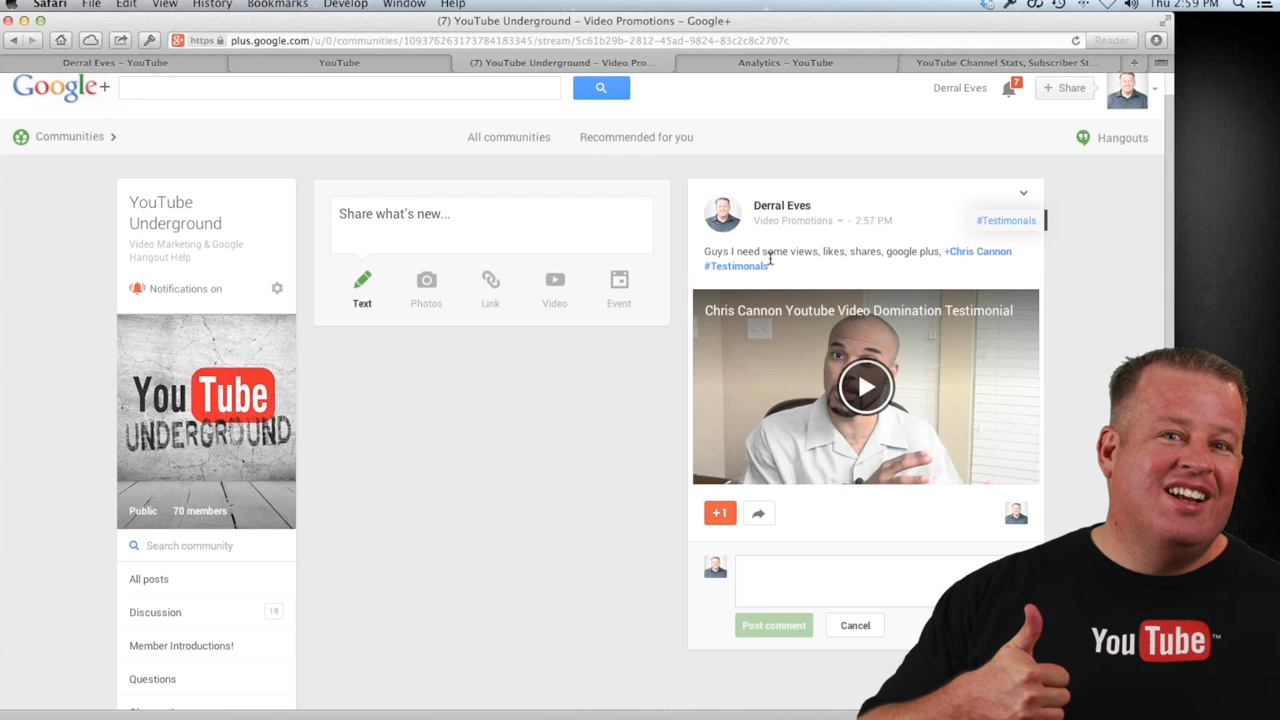 Safari File Edit View History Bookmarks Develop Window Help Thu 2:59 PM
(7) YouTube Underground – Video Promotions – Google+
https plus.google.com/u/0/communities/109376263173784183345/stream/5c61b29b-2812-45ad-9824-83c2c8c2707c
Reader
Derral Eves – YouTube
YouTube
(7) YouTube Underground – Video Pro...
Analytics – YouTube
YouTube Channel Stats, Subscriber St...
Google+
Derral Eves
7
+ Share
Communities
All communities
Recommended for you
Hangouts
YouTube
Underground
Video Marketing & Google
Hangout Help
Notifications on
You Tube
UNDERGROUND
Public 70 members
Search community
All posts
Discussion 18
Member Introductions!
Questions
Share what's new...
Text
Photos
Link
Video
Event
Derral Eves
Video Promotions - 2:57 PM
#Testimonals
Guys I need some views, likes, shares, google plus, +Chris Cannon
#Testimonals
Chris Cannon Youtube Video Domination Testimonial
+1
Post comment
Cancel
You Tube ™